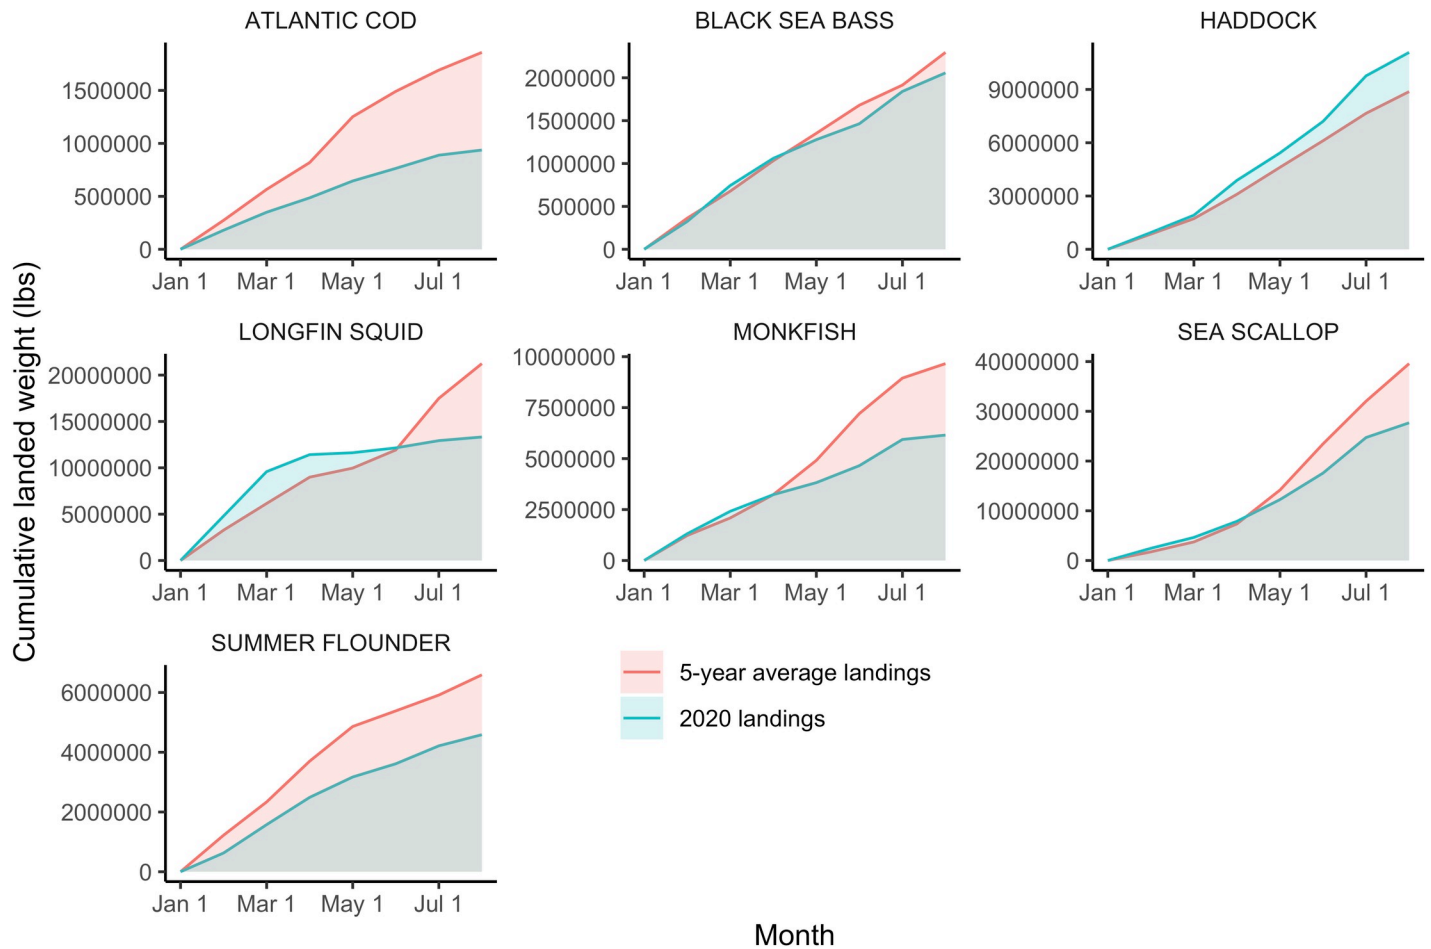 ATLANTIC COD
BLACK SEA BASS
HADDOCK
1500000
1000000
500000
0
Jan 1 Mar 1 May 1 Jul 1
2000000
1500000
1000000
500000
0
Jan 1 Mar 1 May 1 Jul 1
9000000
6000000
3000000
0
Jan 1 Mar 1 May 1 Jul 1
Cumulative landed weight (lbs)
LONGFIN SQUID
MONKFISH
SEA SCALLOP
20000000
15000000
10000000
5000000
0
Jan 1 Mar 1 May 1 Jul 1
10000000
7500000
5000000
2500000
0
Jan 1 Mar 1 May 1 Jul 1
40000000
30000000
20000000
10000000
0
Jan 1 Mar 1 May 1 Jul 1
SUMMER FLOUNDER
6000000
4000000
2000000
0
Jan 1 Mar 1 May 1 Jul 1
5-year average landings
2020 landings
Month